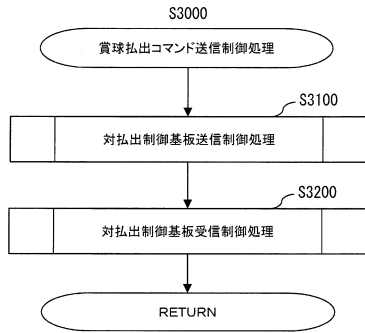 S3000
賞球払出コマンド送信制御処理
S3100
対払出制御基板送信制御処理
S3200
対払出制御基板受信制御処理
RETURN